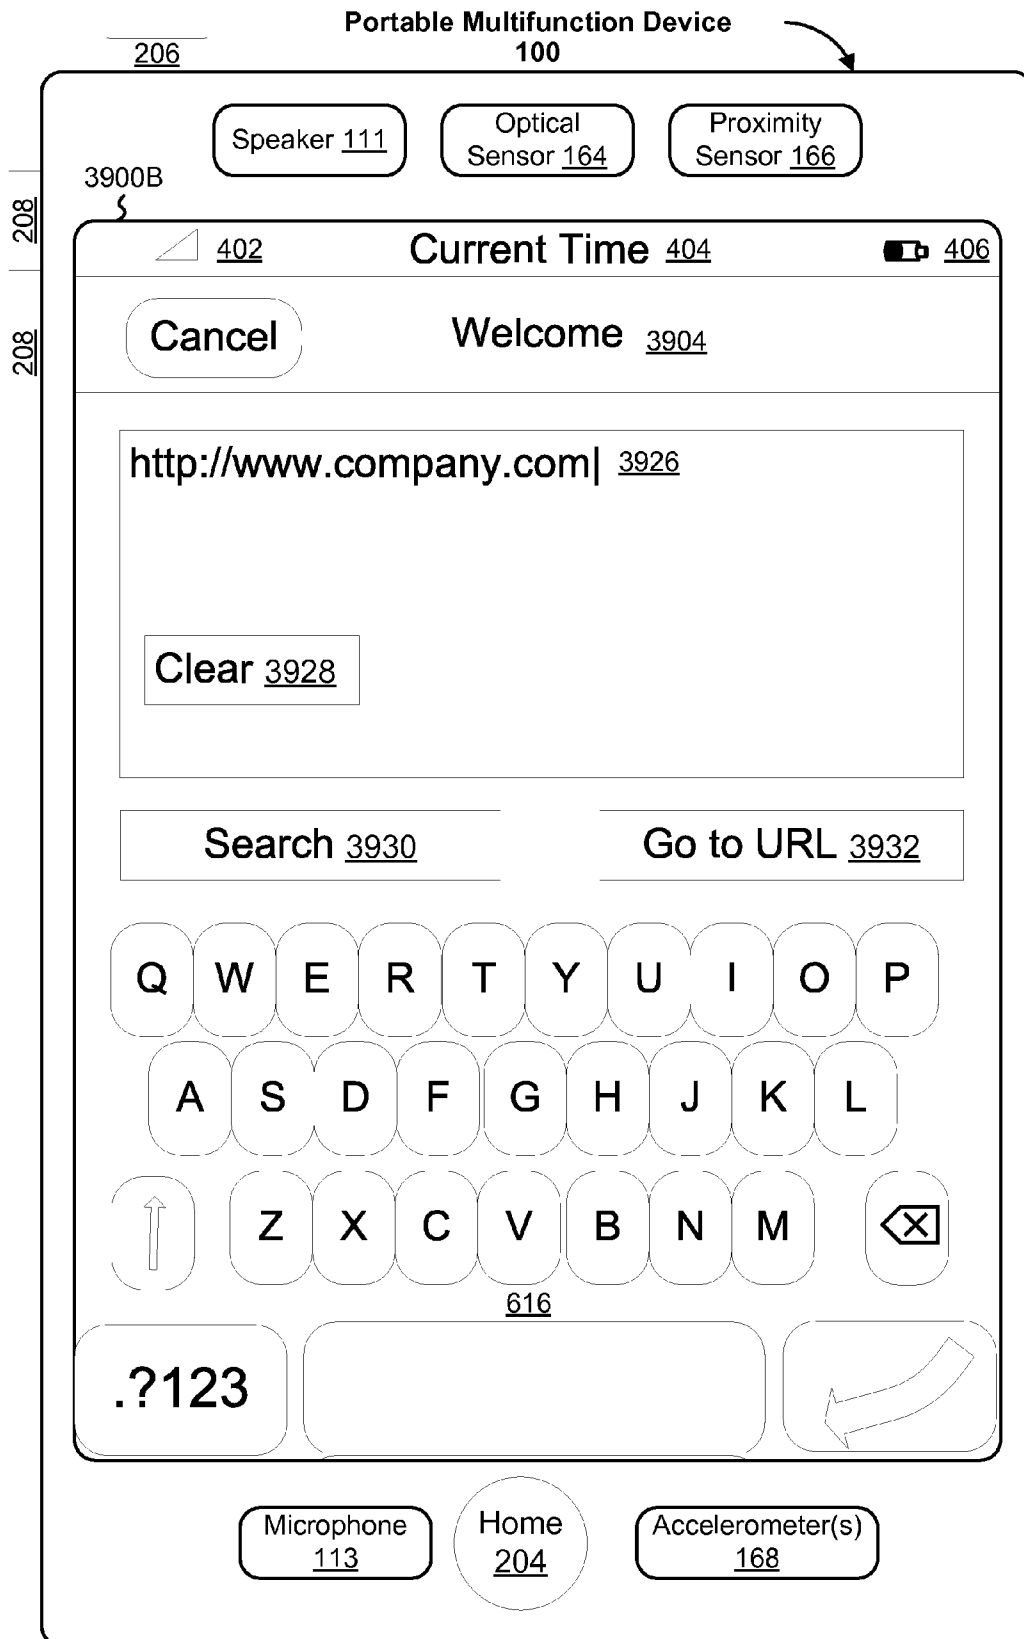 Portable Multifunction Device
100
206
Speaker 111
Optical
Sensor 164
Proximity
Sensor 166
3900B
208
402
Current Time 404
406
Cancel
Welcome 3904
208
http://www.company.com| 3926
Clear 3928
Search 3930
Go to URL 3932
Q W E R T Y U I O P
A S D F G H J K L
Z X C V B N M
616
.?123
Microphone
113
Home
204
Accelerometer(s)
168